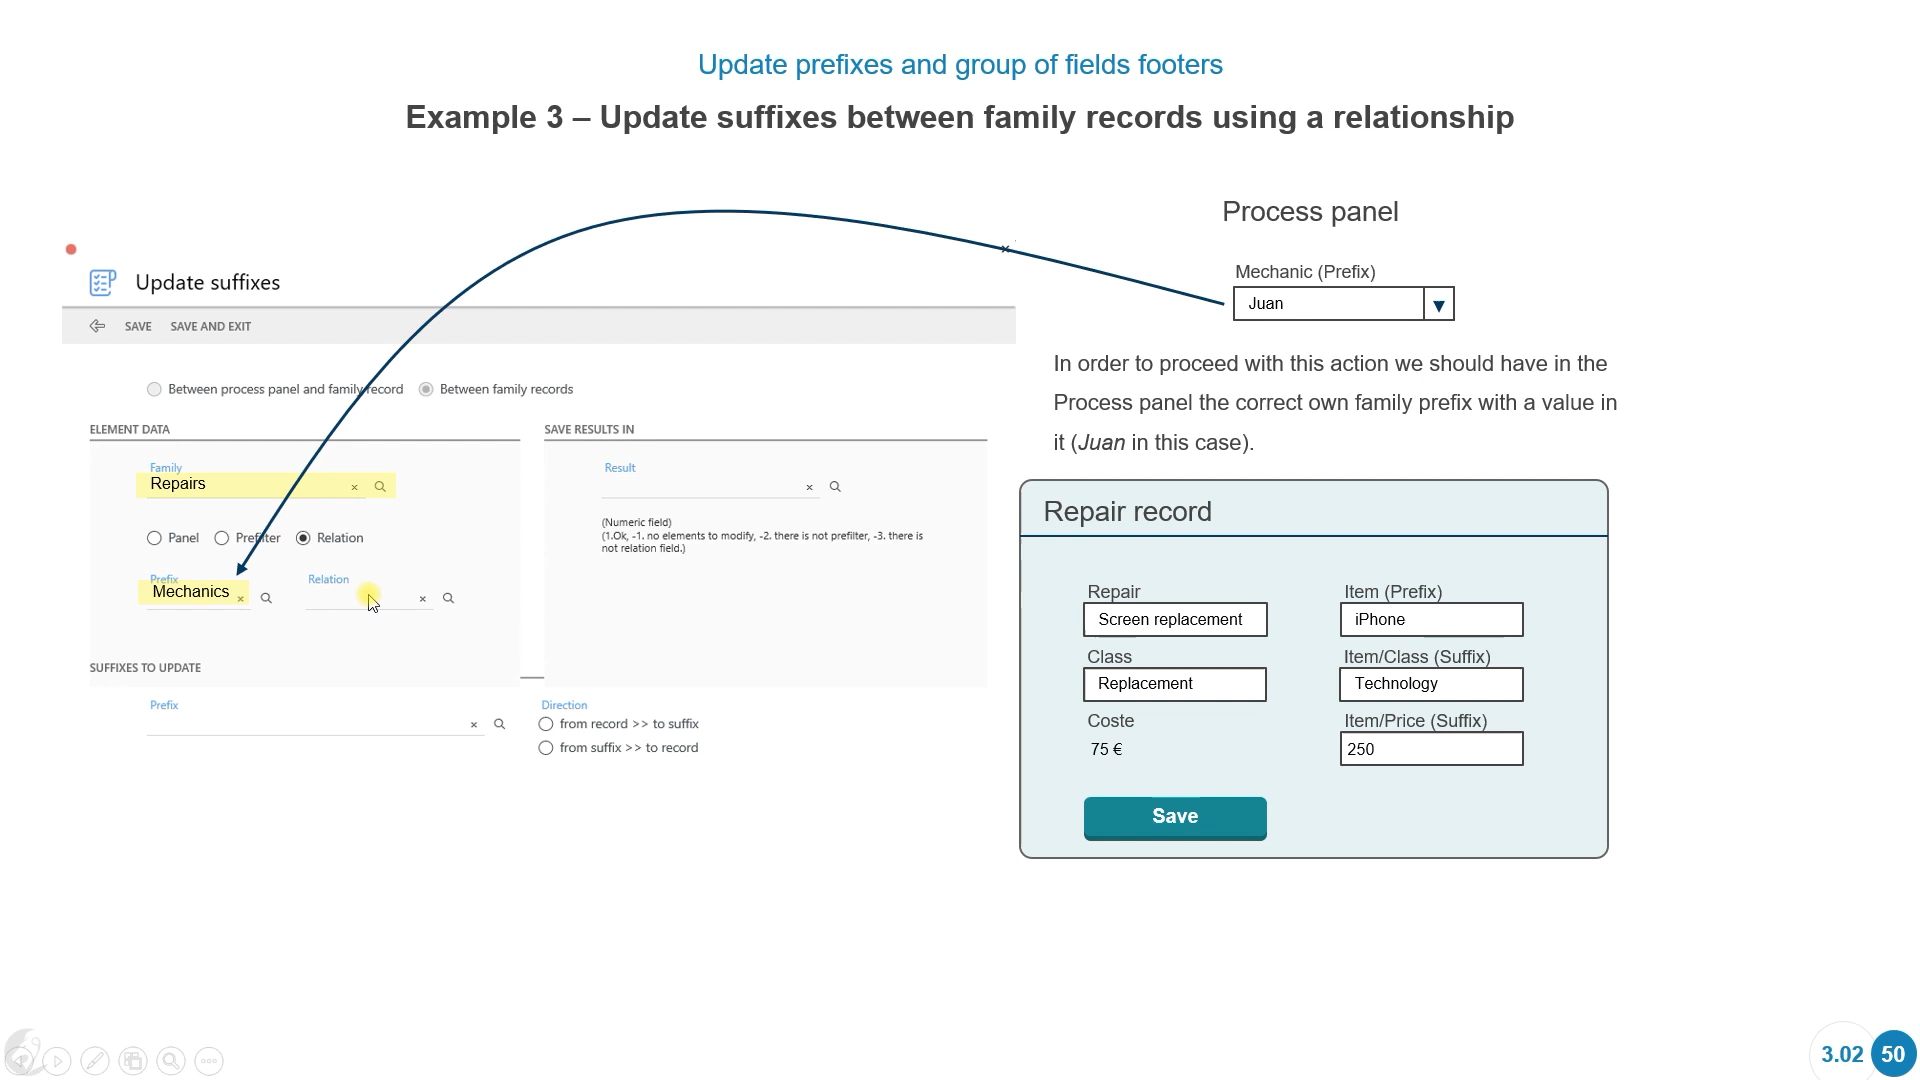 Update prefixes and group of fields footers
Example 3 – Update suffixes between family records using a relationship
Process panel
Mechanic (Prefix)
Juan
In order to proceed with this action we should have in the
Process panel the correct own family prefix with a value in
it (Juan in this case).
Update suffixes
SAVE SAVE AND EXIT
Between process panel and family record Between family records
ELEMENT DATA
Family
Repairs
Panel Prefilter Relation
Prefix
Mechanics
Relation
SAVE RESULTS IN
Result
(Numeric field)
(1.Ok, -1. no elements to modify, -2. there is not prefilter, -3. there is
not relation field.)
SUFFIXES TO UPDATE
Prefix
Direction
from record >> to suffix
from suffix >> to record
Repair record
Repair
Screen replacement
Class
Replacement
Coste
75 €
Item (Prefix)
iPhone
Item/Class (Suffix)
Technology
Item/Price (Suffix)
250
Save
3.02 50